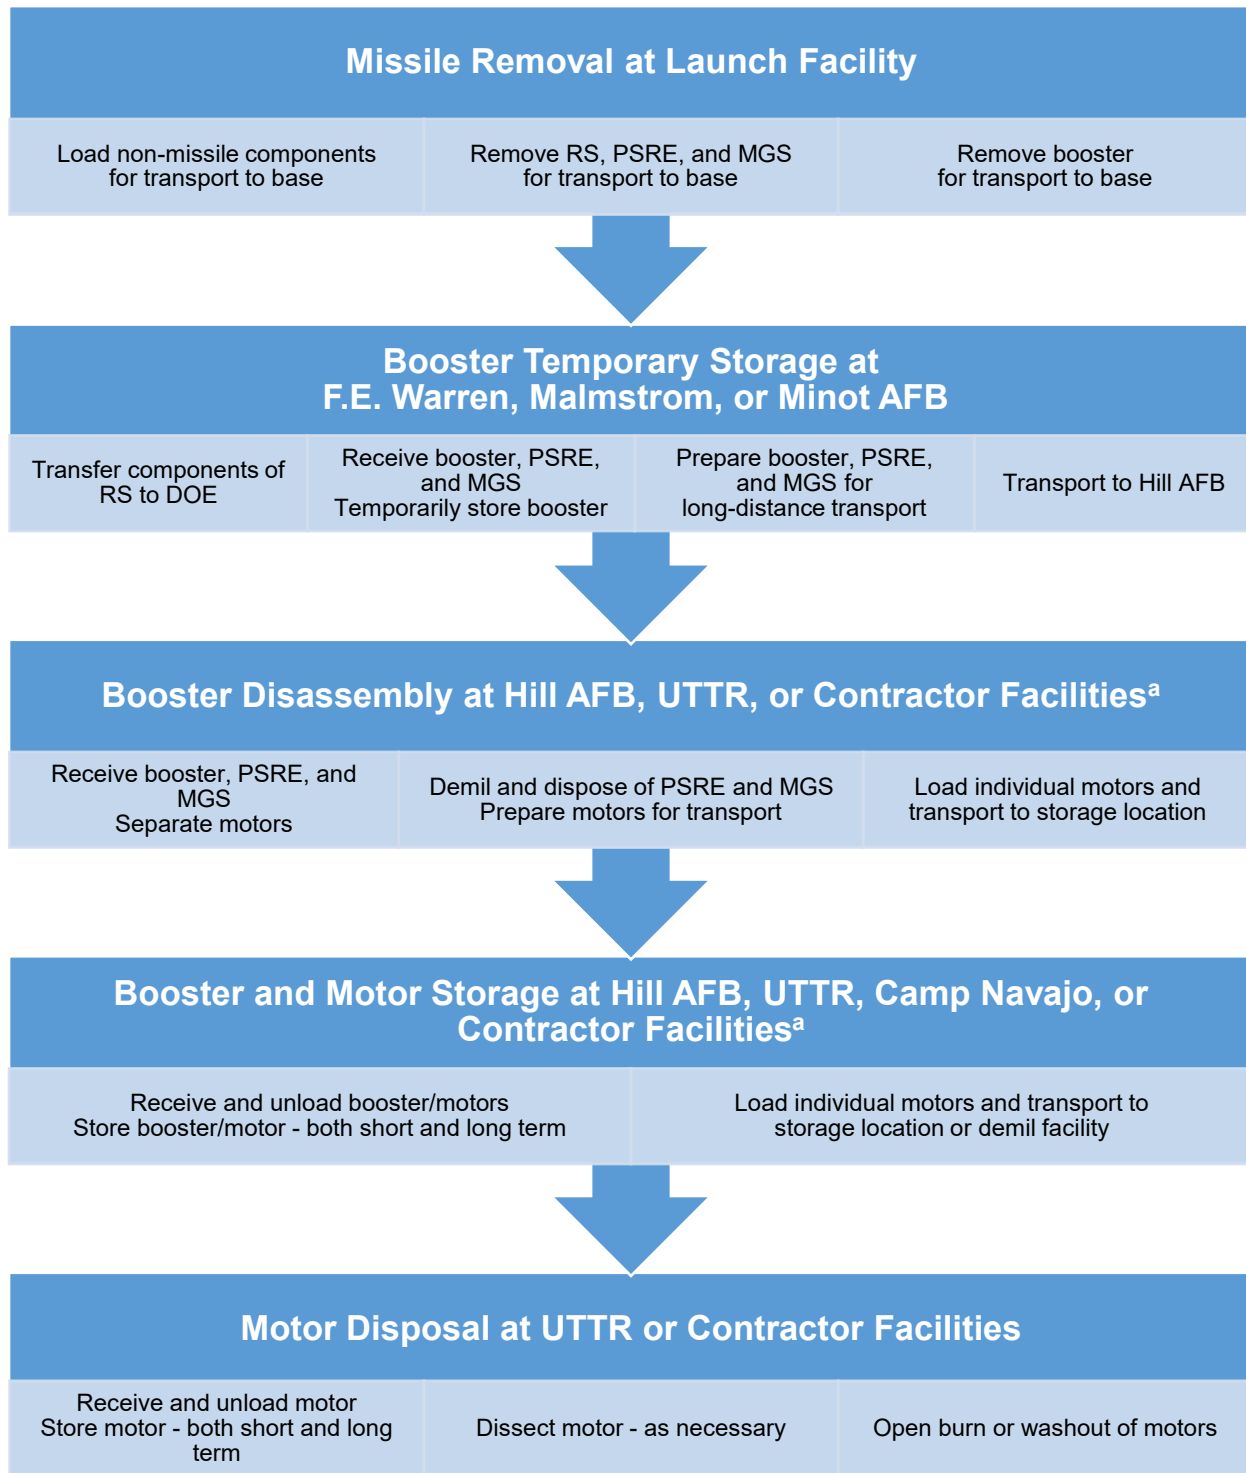 Missile Removal at Launch Facility
Load non-missile components
for transport to base
Remove RS, PSRE, and MGS
for transport to base
Remove booster
for transport to base
Booster Temporary Storage at
F.E. Warren, Malmstrom, or Minot AFB
Transfer components of
RS to DOE
Receive booster, PSRE,
and MGS
Temporarily store booster
Prepare booster, PSRE,
and MGS for
long-distance transport
Transport to Hill AFB
Booster Disassembly at Hill AFB, UTTR, or Contractor Facilitiesᵃ
Receive booster, PSRE, and
MGS
Separate motors
Demil and dispose of PSRE and MGS
Prepare motors for transport
Load individual motors and
transport to storage location
Booster and Motor Storage at Hill AFB, UTTR, Camp Navajo, or
Contractor Facilitiesᵃ
Receive and unload booster/motors
Store booster/motor - both short and long term
Load individual motors and transport to
storage location or demil facility
Motor Disposal at UTTR or Contractor Facilities
Receive and unload motor
Store motor - both short and long
term
Dissect motor - as necessary
Open burn or washout of motors